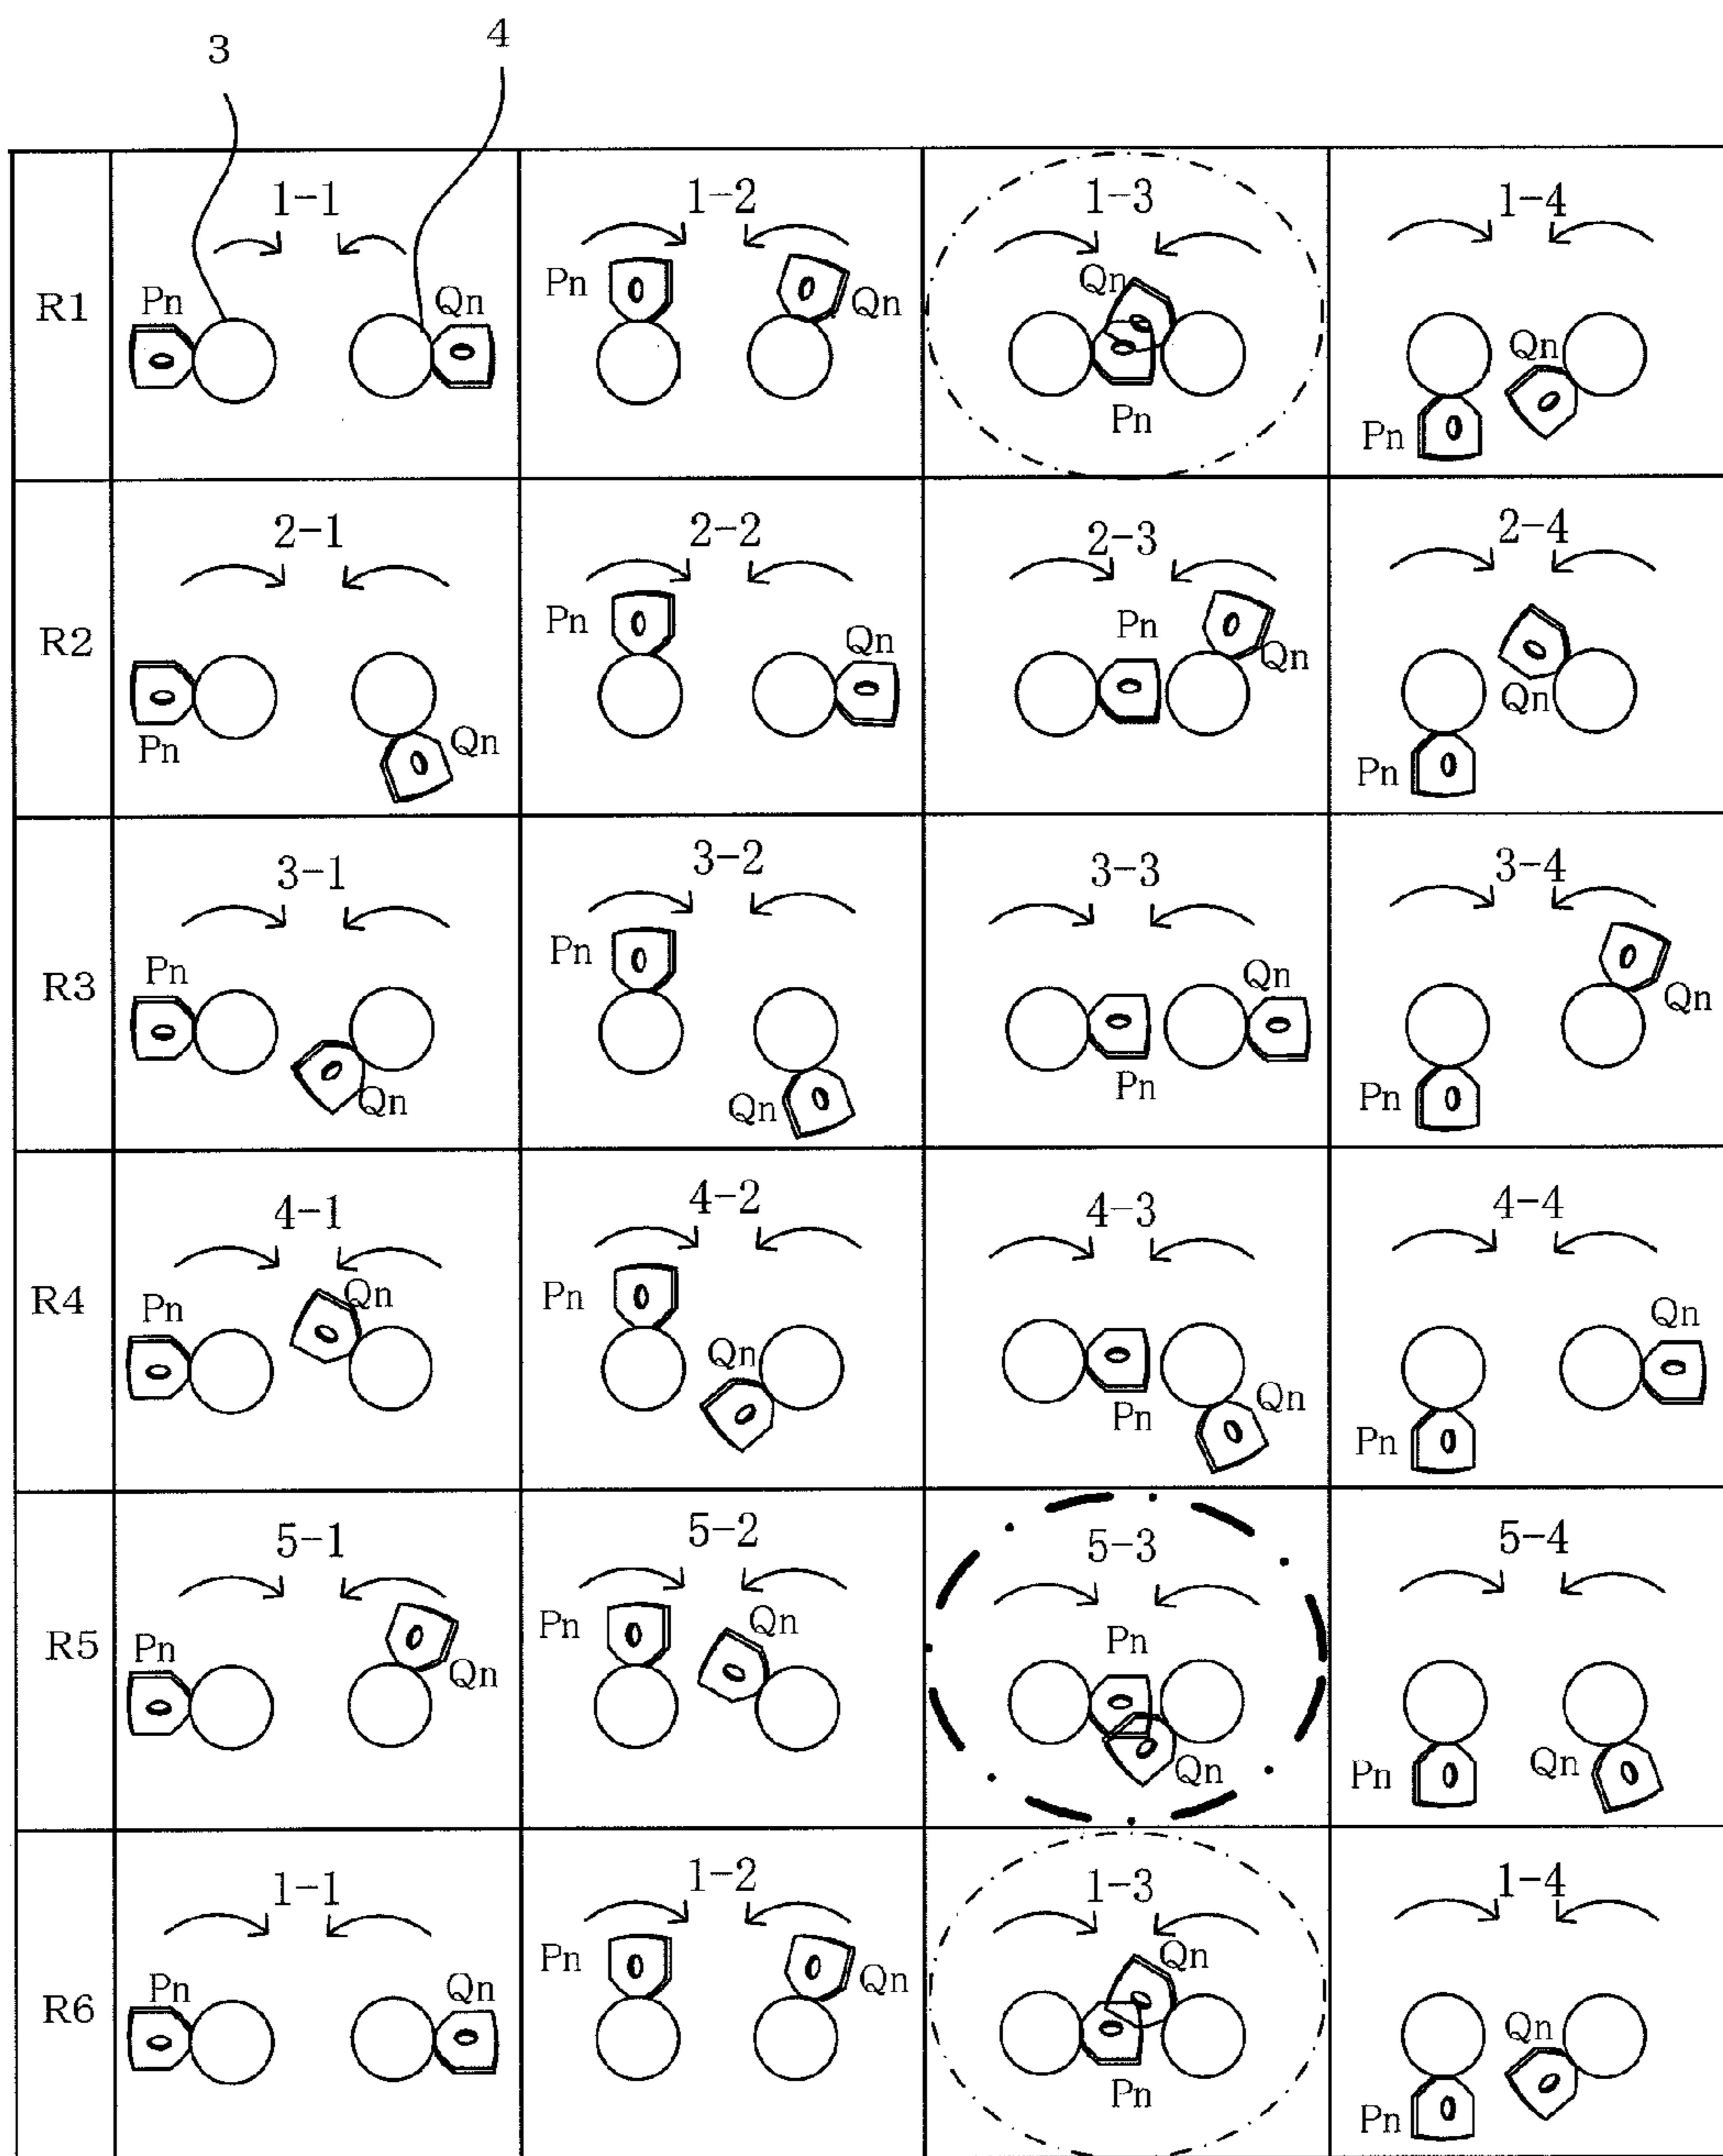 3 4
1-1 1-2 1-3 1-4
R1 Pn Qn Pn Qn Qn Pn Qn Pn
2-1 2-2 2-3 2-4
R2 Pn Qn Pn Qn Pn Qn Qn Pn
3-1 3-2 3-3 3-4
R3 Pn Qn Pn Qn Qn Pn Qn Pn
4-1 4-2 4-3 4-4
R4 Pn Qn Pn Qn Pn Qn Qn Pn
5-1 5-2 5-3 5-4
R5 Pn Qn Pn Qn Pn Qn Pn Qn
1-1 1-2 1-3 1-4
R6 Pn Qn Pn Qn Qn Pn Qn Pn